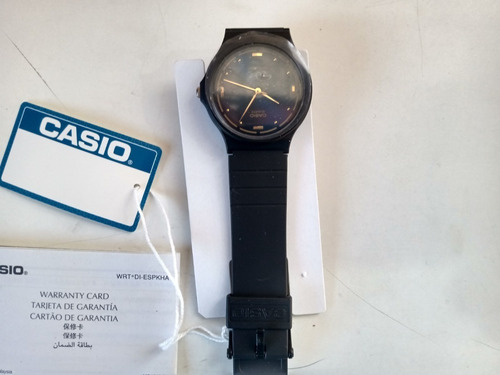 CASIO
SIO
WRT*DI-ESPKHA
WARRANTY CARD
TARJETA DE GARANTÍA
CARTÃO DE GARANTIA
保修卡
保修卡
بطاقة الضمان